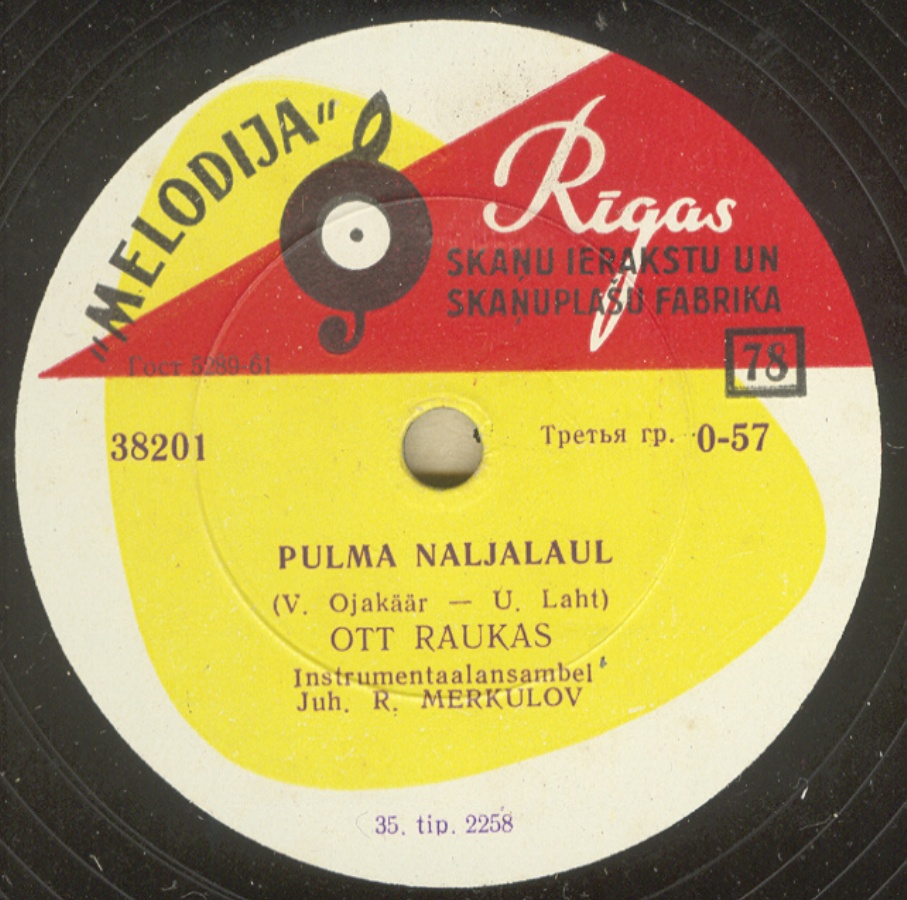 "MELODIJA"
Rīgas
SKAŅU IERAKSTU UN
SKAŅUPLAŠU FABRIKA
Гост 5289-61
78
38201
Третья гр. 0-57
PULMA NALJALAUL
(V. Ojakäär — U. Laht)
OTT RAUKAS
Instrumentaalansambel
Juh. R. MERKULOV
35. tip. 2258